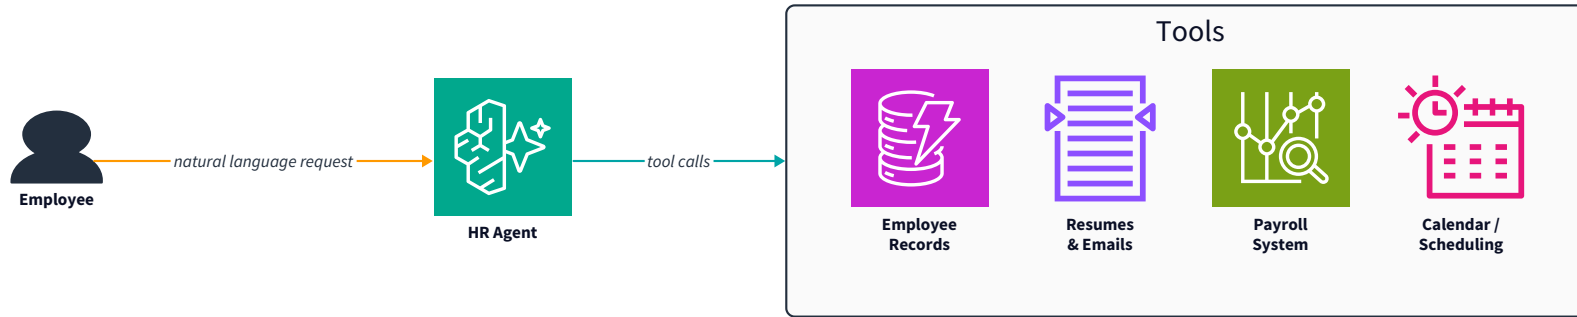 Tools
natural language request
tool calls
Employee
HR Agent
Employee
Records
Resumes
& Emails
Payroll
System
Calendar /
Scheduling